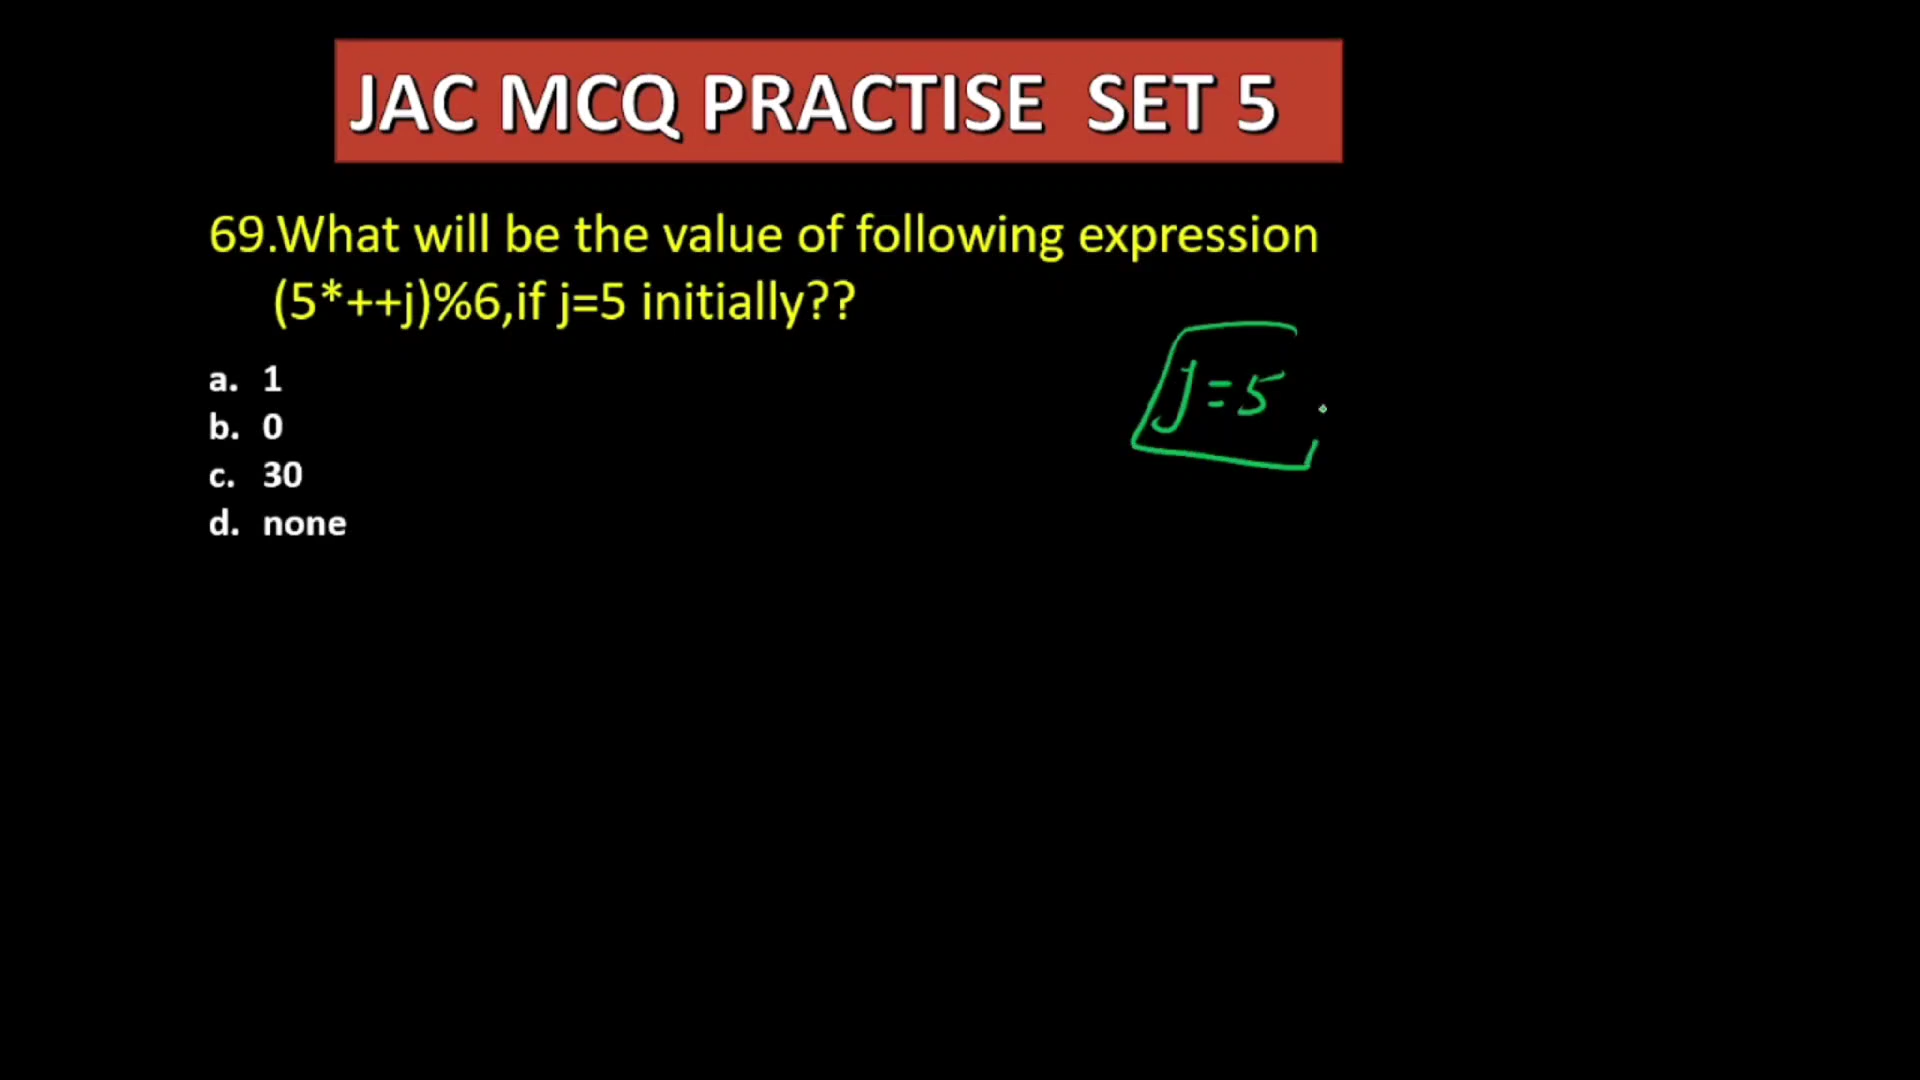 JAC MCQ PRACTISE SET 5
69.What will be the value of following expression
(5*++j)%6,if j=5 initially??
a. 1
b. 0
c. 30
d. none
J=5